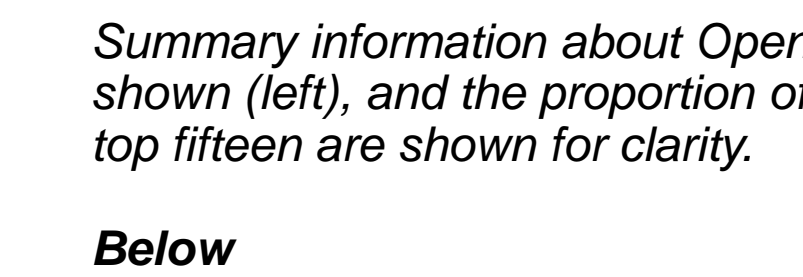 Summary information about Open
shown (left), and the proportion of
top fifteen are shown for clarity.
Below